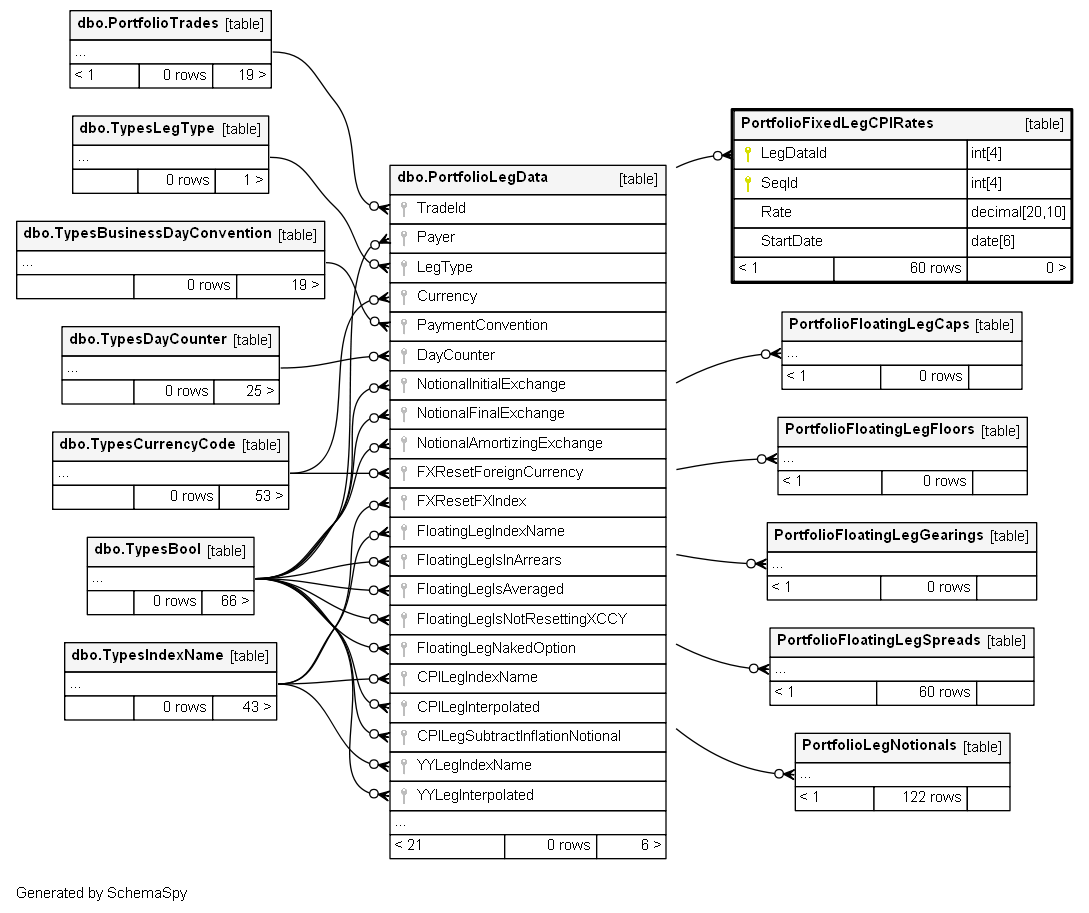 dbo.PortfolioTrades [table]
...
< 1 0 rows 19 >
dbo.TypesLegType [table]
...
0 rows 1 >
dbo.TypesBusinessDayConvention [table]
...
0 rows 19 >
dbo.TypesDayCounter [table]
...
0 rows 25 >
dbo.TypesCurrencyCode [table]
...
0 rows 53 >
dbo.TypesBool [table]
...
0 rows 66 >
dbo.TypesIndexName [table]
...
0 rows 43 >
dbo.PortfolioLegData [table]
TradeId
Payer
LegType
Currency
PaymentConvention
DayCounter
NotionalInitialExchange
NotionalFinalExchange
NotionalAmortizingExchange
FXResetForeignCurrency
FXResetFXIndex
FloatingLegIndexName
FloatingLegIsInArrears
FloatingLegIsAveraged
FloatingLegIsNotResettingXCCY
FloatingLegNakedOption
CPILegIndexName
CPILegInterpolated
CPILegSubtractInflationNotional
YYLegIndexName
YYLegInterpolated
...
< 21 0 rows 6 >
PortfolioFixedLegCPIRates [table]
LegDataId int[4]
SeqId int[4]
Rate decimal[20,10]
StartDate date[6]
< 1 60 rows 0 >
PortfolioFloatingLegCaps [table]
...
< 1 0 rows
PortfolioFloatingLegFloors [table]
...
< 1 0 rows
PortfolioFloatingLegGearings [table]
...
< 1 0 rows
PortfolioFloatingLegSpreads [table]
...
< 1 60 rows
PortfolioLegNotionals [table]
...
< 1 122 rows
Generated by SchemaSpy